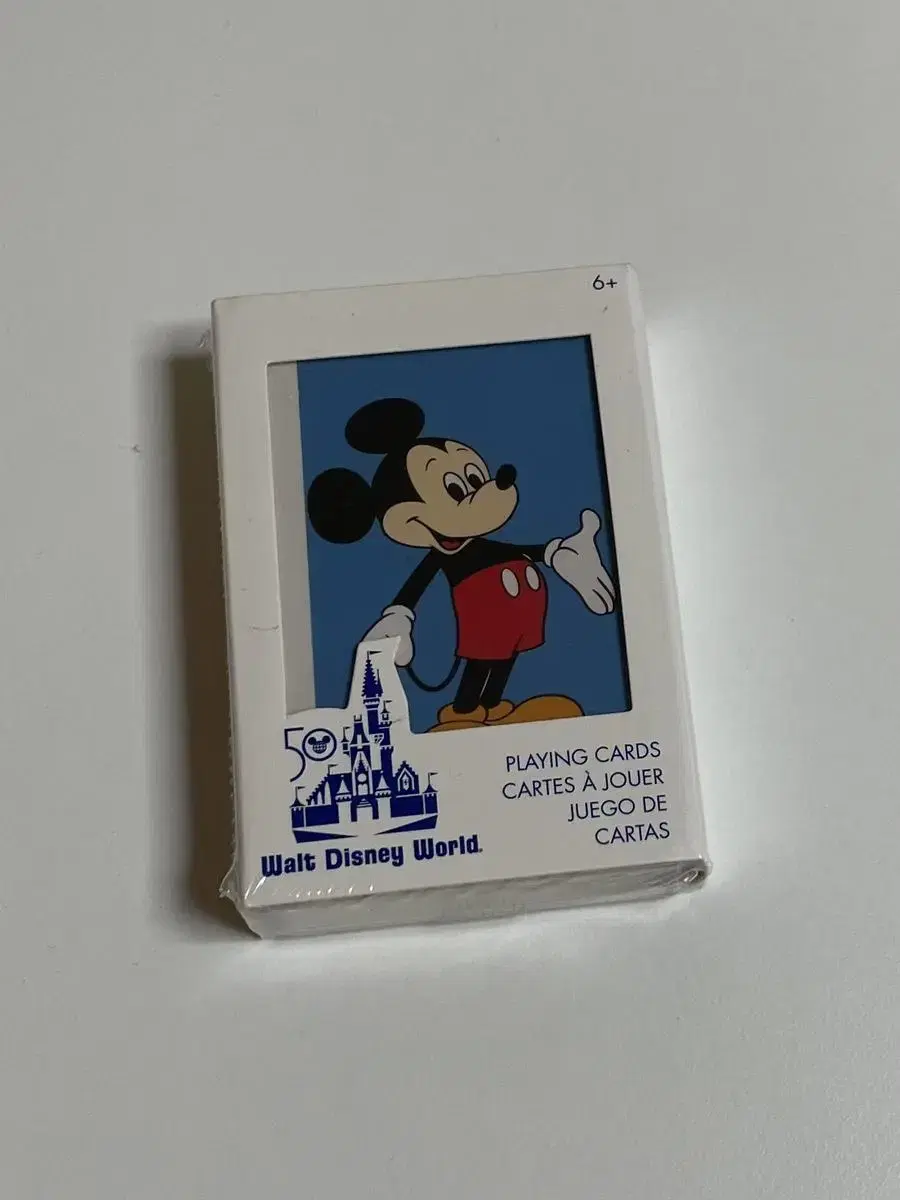 6+
50
Walt Disney World®
PLAYING CARDS
CARTES À JOUER
JUEGO DE
CARTAS